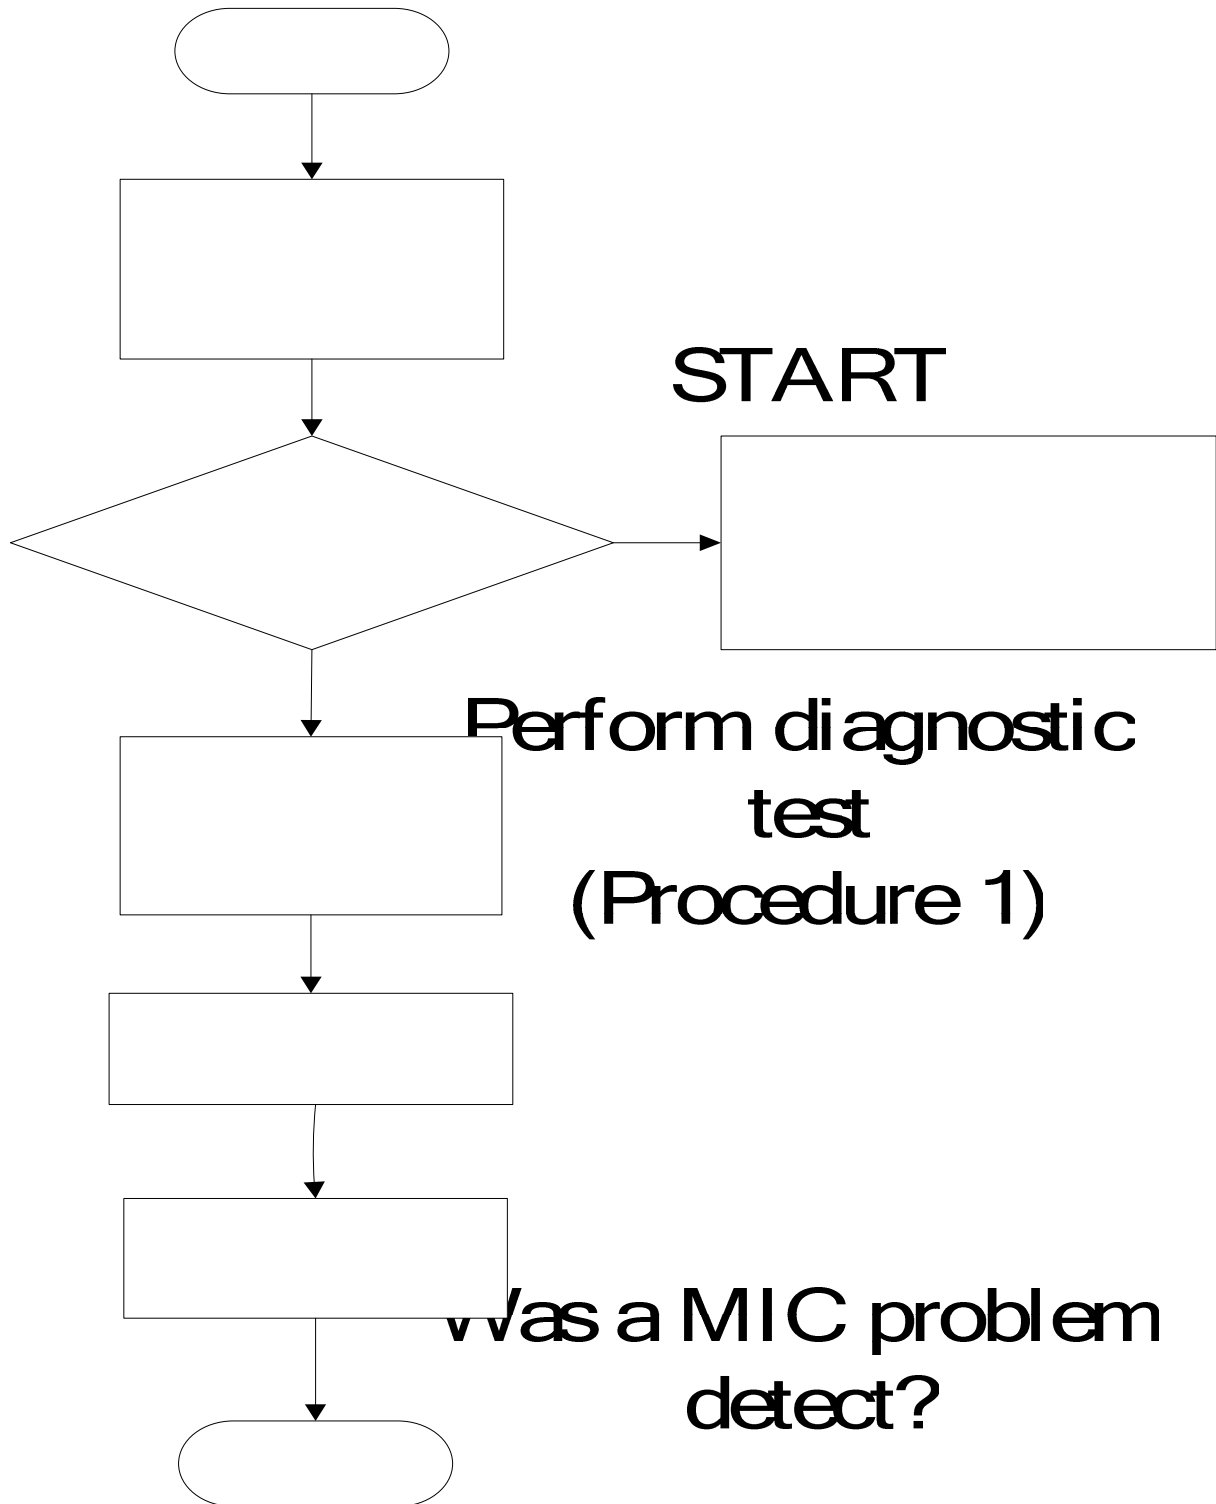 START
Perform diagnostic
test
(Procedure 1)
Was a MIC problem
detect?